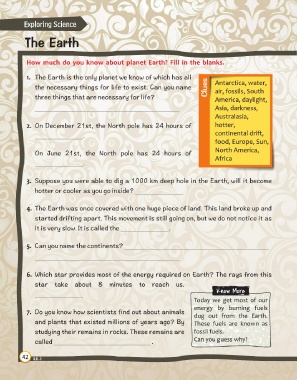 Exploring Science
The Earth
How much do you know about planet Earth? Fill in the blanks.
1. The Earth is the only planet we know of which has all
the necessary things for life to exist. Can you name
three things that are necessary for life?
2. On December 21st, the North pole has 24 hours of
On June 21st, the North pole has 24 hours of
Clues
Antarctica, water,
air, fossils, South
America, daylight,
Asia, darkness,
Australasia,
hotter,
continental drift,
food, Europe, Sun,
North America,
Africa
3. Suppose you were able to dig a 1000 km deep hole in the Earth, will it become
hotter or cooler as you go inside?
4. The Earth was once covered with one huge piece of land. This land broke up and
started drifting apart. This movement is still going on, but we do not notice it as
it is very slow. It is called the
5. Can you name the continents?
6. Which star provides most of the energy required on Earth? The rays from this
star take about 8 minutes to reach us.
7. Do you know how scientists find out about animals
and plants that existed millions of years ago? By
studying their remains in rocks. These remains are
called .
Know More
Today we get most of our
energy by burning fuels
dug out from the Earth.
These fuels are known as
fossil fuels.
Can you guess why?
42